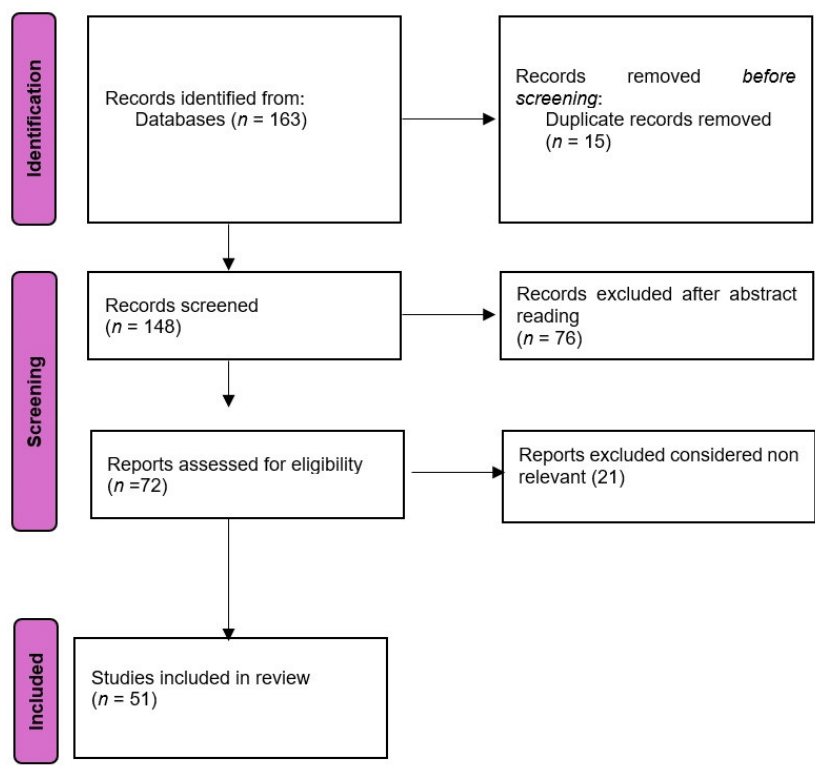 Identification
Records identified from:
Databases (n = 163)
Records removed before
screening:
Duplicate records removed
(n = 15)
Screening
Records screened
(n = 148)
Records excluded after abstract
reading
(n = 76)
Reports assessed for eligibility
(n =72)
Reports excluded considered non
relevant (21)
Included
Studies included in review
(n = 51)